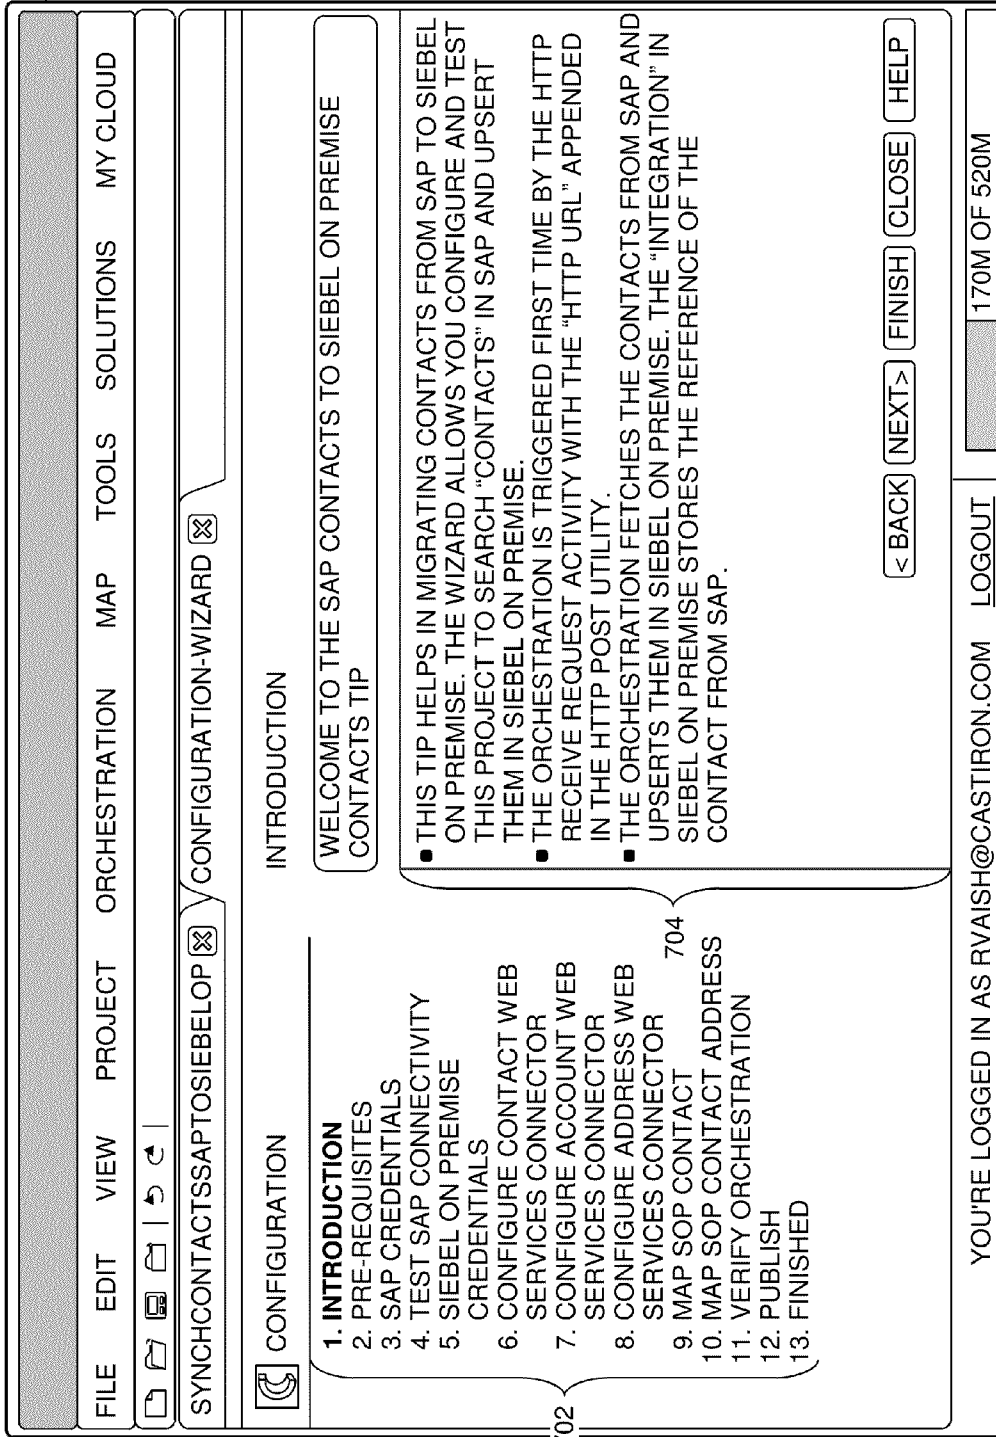 FILE EDIT VIEW PROJECT ORCHESTRATION MAP TOOLS SOLUTIONS MY CLOUD
SYNCHCONTACTSSAPTOSIEBELOP CONFIGURATION-WIZARD
CONFIGURATION
1. INTRODUCTION
2. PRE-REQUISITES
3. SAP CREDENTIALS
4. TEST SAP CONNECTIVITY
5. SIEBEL ON PREMISE
CREDENTIALS
6. CONFIGURE CONTACT WEB
SERVICES CONNECTOR
7. CONFIGURE ACCOUNT WEB
SERVICES CONNECTOR
8. CONFIGURE ADDRESS WEB
SERVICES CONNECTOR
9. MAP SOP CONTACT
10. MAP SOP CONTACT ADDRESS
11. VERIFY ORCHESTRATION
12. PUBLISH
13. FINISHED
INTRODUCTION
WELCOME TO THE SAP CONTACTS TO SIEBEL ON PREMISE
CONTACTS TIP
▪ THIS TIP HELPS IN MIGRATING CONTACTS FROM SAP TO SIEBEL
ON PREMISE. THE WIZARD ALLOWS YOU CONFIGURE AND TEST
THIS PROJECT TO SEARCH “CONTACTS” IN SAP AND UPSERT
THEM IN SIEBEL ON PREMISE.
▪ THE ORCHESTRATION IS TRIGGERED FIRST TIME BY THE HTTP
RECEIVE REQUEST ACTIVITY WITH THE “HTTP URL” APPENDED
IN THE HTTP POST UTILITY.
▪ THE ORCHESTRATION FETCHES THE CONTACTS FROM SAP AND
UPSERTS THEM IN SIEBEL ON PREMISE. THE “INTEGRATION” IN
SIEBEL ON PREMISE STORES THE REFERENCE OF THE
CONTACT FROM SAP.
704
< BACK NEXT> FINISH CLOSE HELP
YOU'RE LOGGED IN AS RVAISH@CASTIRON.COM LOGOUT 170M OF 520M